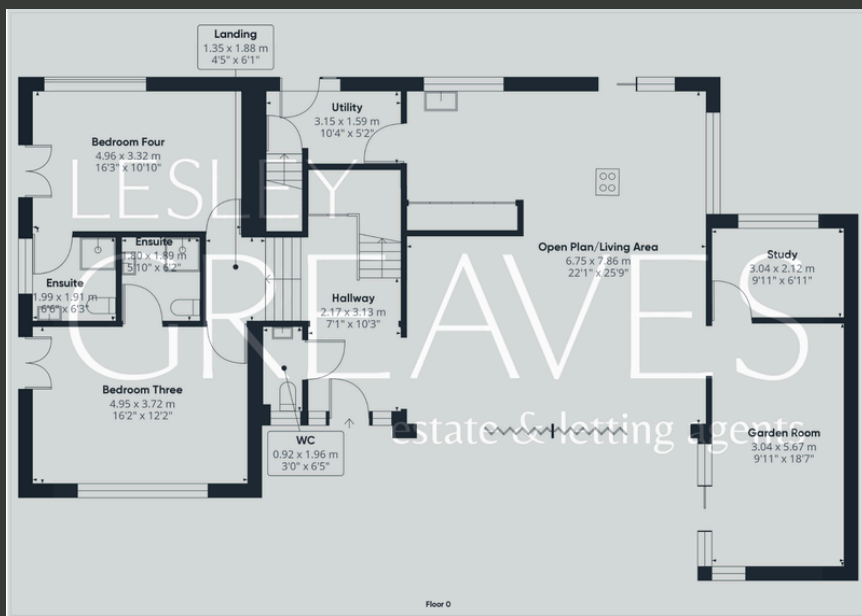 Landing
1.35 x 1.88 m
4'5" x 6'1"
Utility
3.15 x 1.59 m
10'4" x 5'2"
Bedroom Four
4.96 x 3.32 m
16'3" x 10'10"
LESLEY
GREAVES
estate & letting agents
Ensuite
1.80 x 1.89 m
5'10" x 6'2"
Ensuite
1.99 x 1.91 m
6'6" x 6'3"
Hallway
2.17 x 3.13 m
7'1" x 10'3"
Open Plan/Living Area
6.75 x 7.86 m
22'1" x 25'9"
Study
3.04 x 2.12 m
9'11" x 6'11"
Bedroom Three
4.95 x 3.72 m
16'2" x 12'2"
WC
0.92 x 1.96 m
3'0" x 6'5"
Garden Room
3.04 x 5.67 m
9'11" x 18'7"
Floor 0